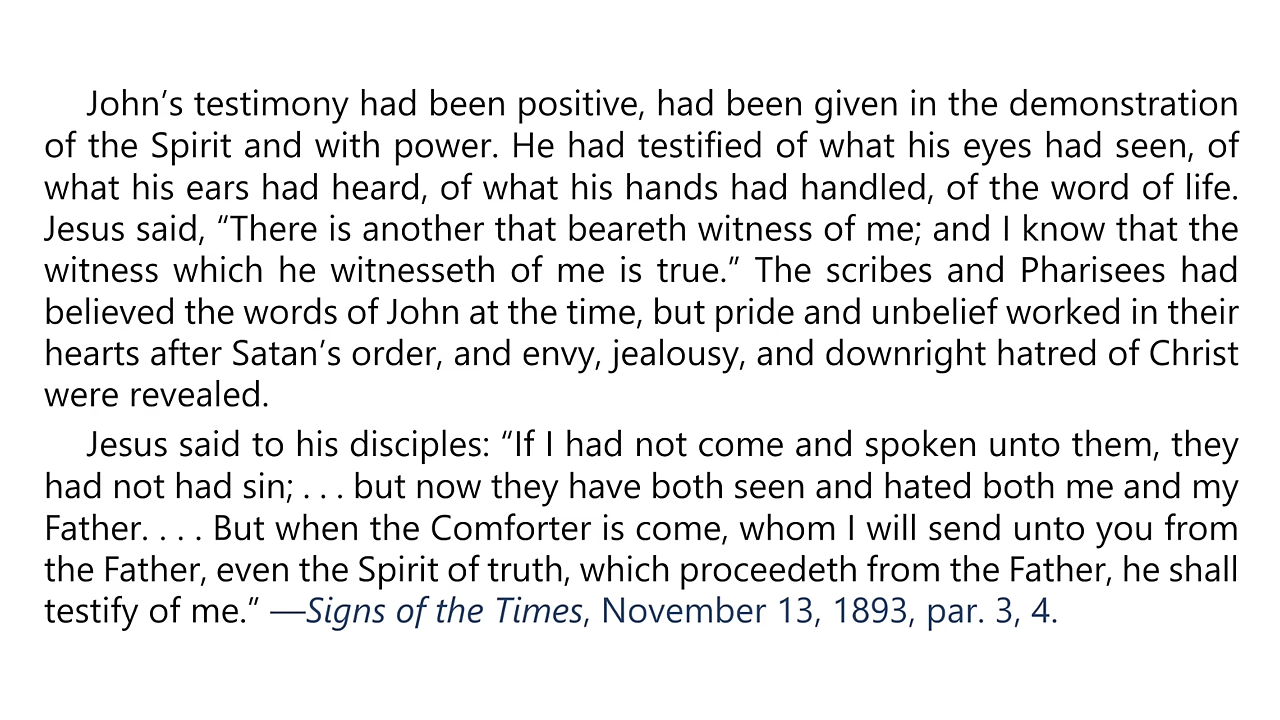 John’s testimony had been positive, had been given in the demonstration
of the Spirit and with power. He had testified of what his eyes had seen, of
what his ears had heard, of what his hands had handled, of the word of life.
Jesus said, “There is another that beareth witness of me; and I know that the
witness which he witnesseth of me is true.” The scribes and Pharisees had
believed the words of John at the time, but pride and unbelief worked in their
hearts after Satan’s order, and envy, jealousy, and downright hatred of Christ
were revealed.
Jesus said to his disciples: “If I had not come and spoken unto them, they
had not had sin; . . . but now they have both seen and hated both me and my
Father. . . . But when the Comforter is come, whom I will send unto you from
the Father, even the Spirit of truth, which proceedeth from the Father, he shall
testify of me.” —Signs of the Times, November 13, 1893, par. 3, 4.